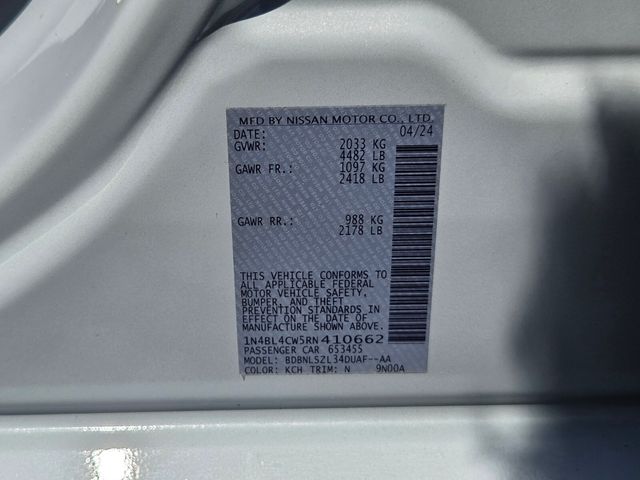 MFD BY NISSAN MOTOR CO., LTD
DATE: 04/24
GVWR: 2033 KG
4482 LB
GAWR FR.: 1097 KG
2418 LB
GAWR RR.: 988 KG
2178 LB
THIS VEHICLE CONFORMS TO
ALL APPLICABLE FEDERAL
MOTOR VEHICLE SAFETY,
BUMPER, AND THEFT
PREVENTION STANDARDS IN
EFFECT ON THE DATE OF
MANUFACTURE SHOWN ABOVE.
1N4BL4CW5RN410662
PASSENGER CAR 653455
MODEL: BDBNLSZL34DUAF--AA
COLOR: KCH TRIM: N 9N00A